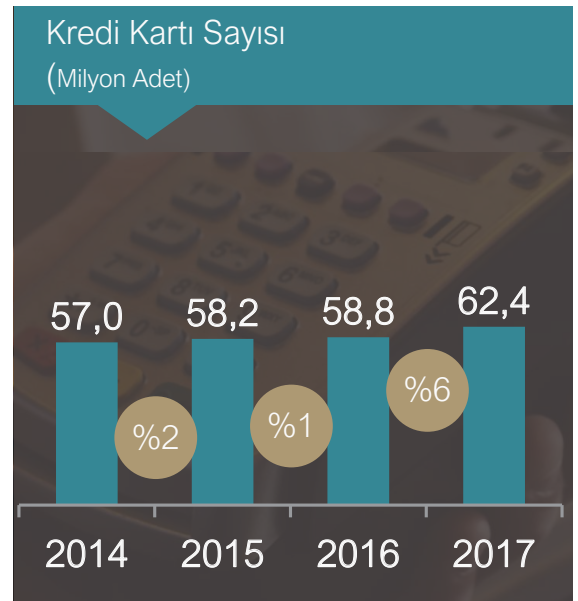 Kredi Kartı Sayısı
(Milyon Adet)
57,0 58,2 58,8 62,4
%2 %1 %6
2014 2015 2016 2017